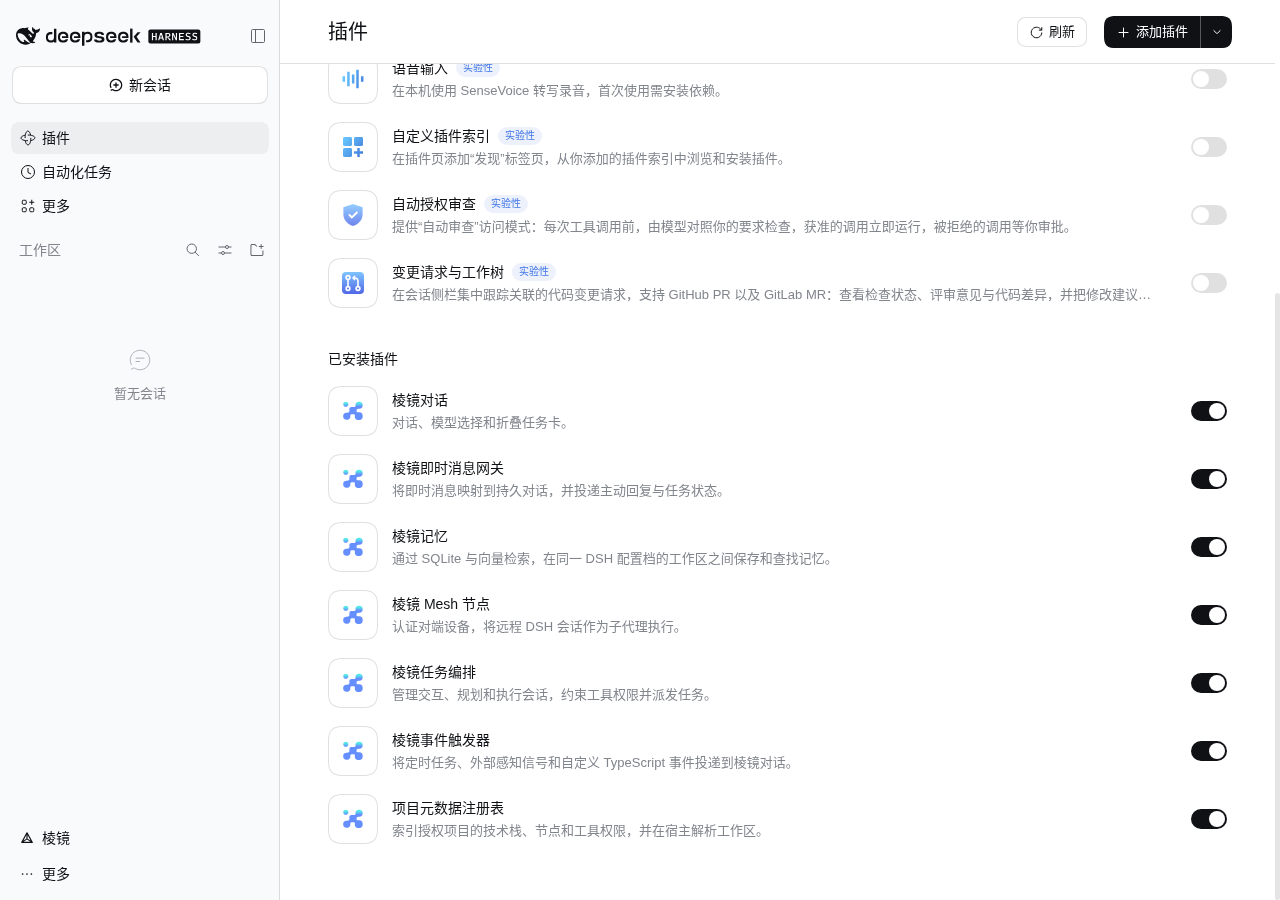 deepseek HARNESS
新会话
插件
自动化任务
更多
工作区
暂无会话
棱镜
更多
插件
刷新
添加插件
语音输入 实验性
在本机使用 SenseVoice 转写录音，首次使用需安装依赖。
自定义插件索引 实验性
在插件页添加“发现”标签页，从你添加的插件索引中浏览和安装插件。
自动授权审查 实验性
提供“自动审查”访问模式：每次工具调用前，由模型对照你的要求检查，获准的调用立即运行，被拒绝的调用等你审批。
变更请求与工作树 实验性
在会话侧栏集中跟踪关联的代码变更请求，支持 GitHub PR 以及 GitLab MR：查看检查状态、评审意见与代码差异，并把修改建议…
已安装插件
棱镜对话
对话、模型选择和折叠任务卡。
棱镜即时消息网关
将即时消息映射到持久对话，并投递主动回复与任务状态。
棱镜记忆
通过 SQLite 与向量检索，在同一 DSH 配置档的工作区之间保存和查找记忆。
棱镜 Mesh 节点
认证对端设备，将远程 DSH 会话作为子代理执行。
棱镜任务编排
管理交互、规划和执行会话，约束工具权限并派发任务。
棱镜事件触发器
将定时任务、外部感知信号和自定义 TypeScript 事件投递到棱镜对话。
项目元数据注册表
索引授权项目的技术栈、节点和工具权限，并在宿主解析工作区。